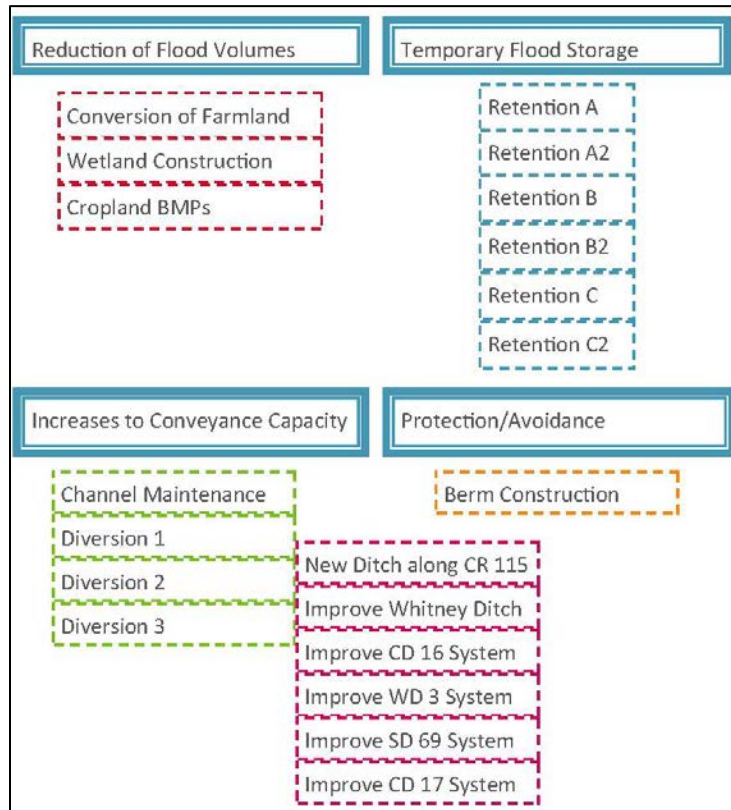 Reduction of Flood Volumes
Conversion of Farmland
Wetland Construction
Cropland BMPs
Temporary Flood Storage
Retention A
Retention A2
Retention B
Retention B2
Retention C
Retention C2
Increases to Conveyance Capacity
Channel Maintenance
Diversion 1
Diversion 2
Diversion 3
New Ditch along CR 115
Improve Whitney Ditch
Improve CD 16 System
Improve WD 3 System
Improve SD 69 System
Improve CD 17 System
Protection/Avoidance
Berm Construction